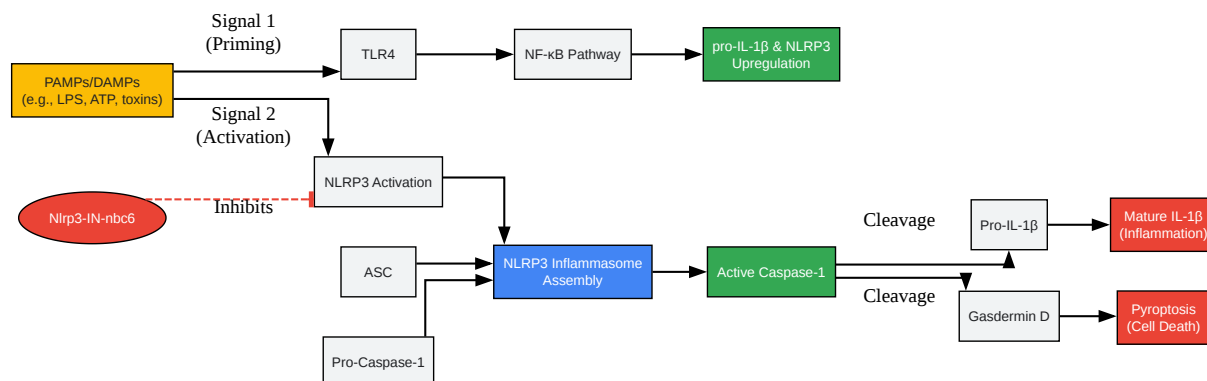 Signal 1
(Priming)
TLR4
NF-κB Pathway
pro-IL-1β & NLRP3
Upregulation
PAMPs/DAMPs
(e.g., LPS, ATP, toxins)
Signal 2
(Activation)
NLRP3 Activation
Nlrp3-IN-nbc6
Inhibits
ASC
Pro-Caspase-1
NLRP3 Inflammasome
Assembly
Active Caspase-1
Cleavage
Pro-IL-1β
Mature IL-1β
(Inflammation)
Cleavage
Gasdermin D
Pyroptosis
(Cell Death)